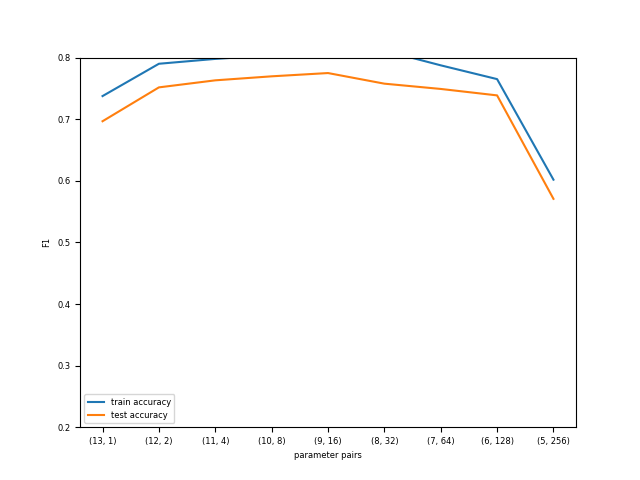 0.8
0.7
0.6
0.5
0.4
0.3
0.2
F1
train accuracy
test accuracy
(13, 1) (12, 2) (11, 4) (10, 8) (9, 16) (8, 32) (7, 64) (6, 128) (5, 256)
parameter pairs